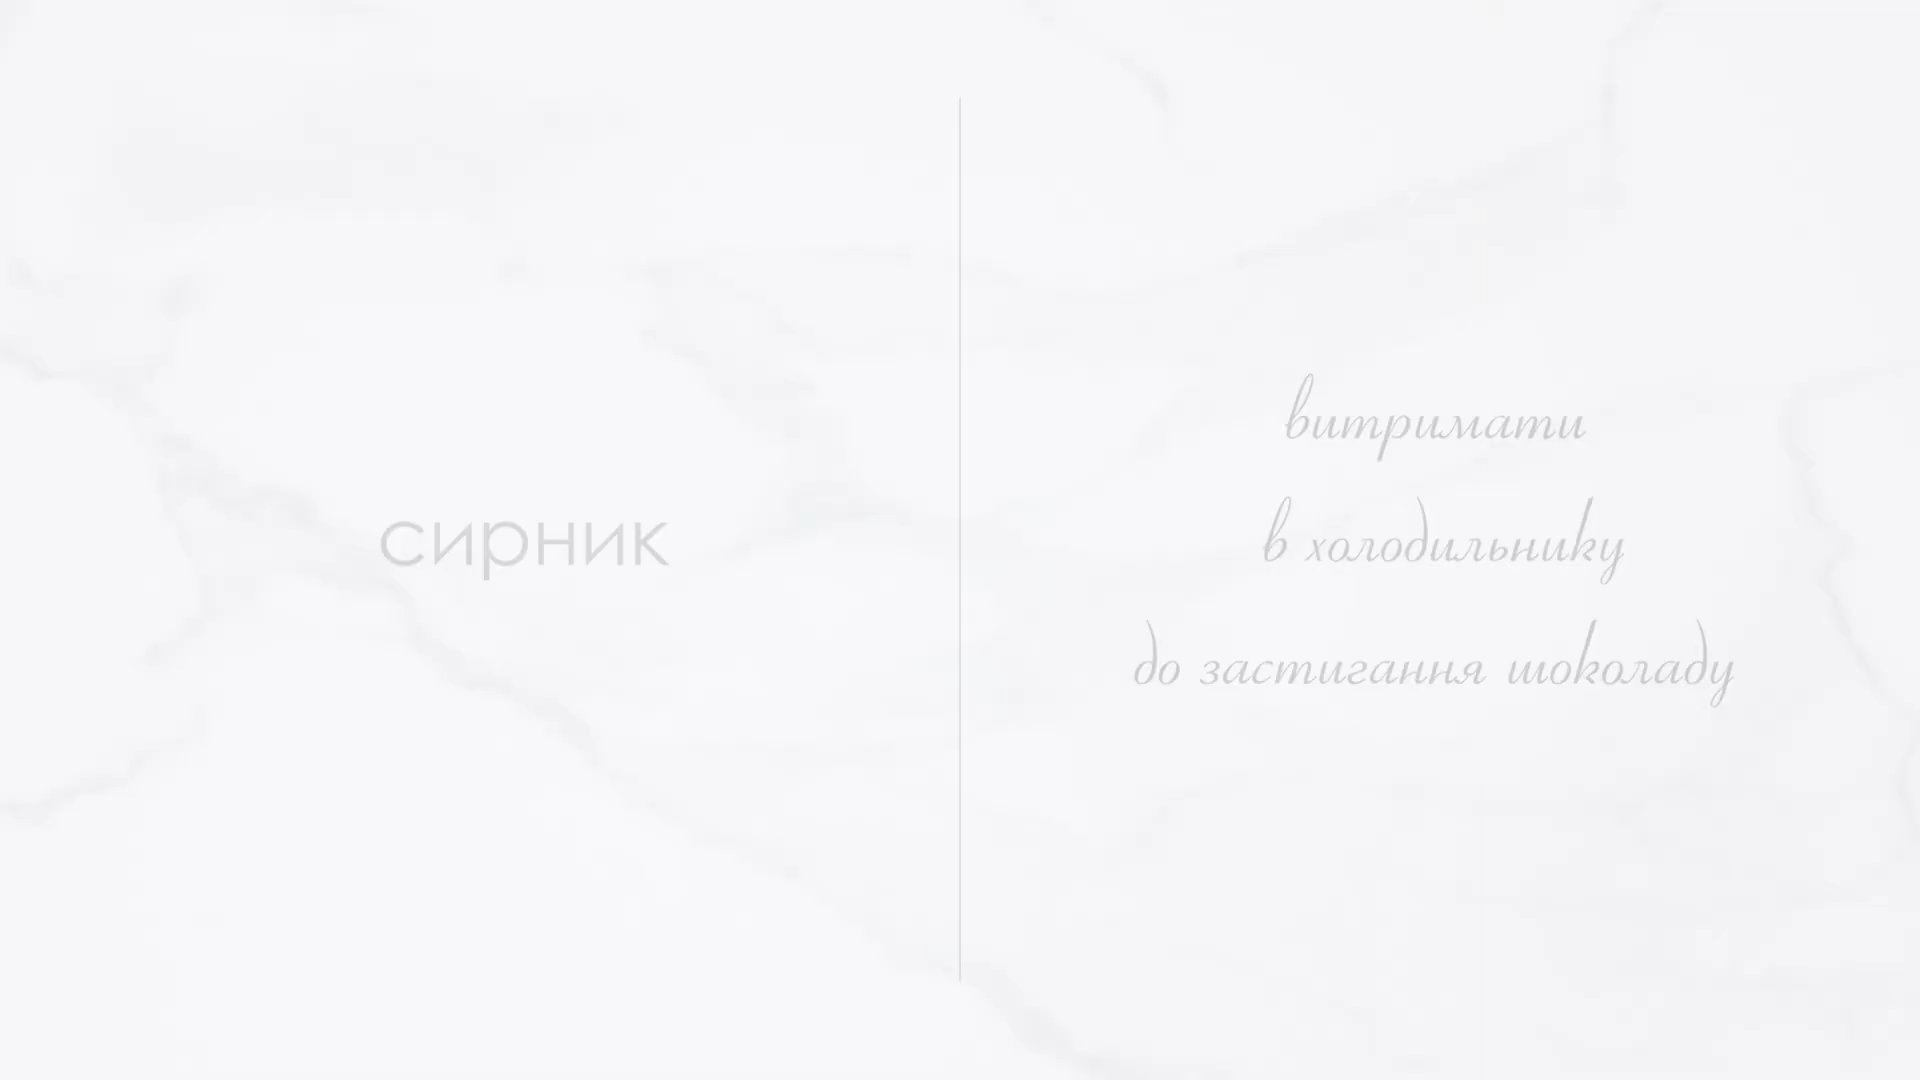 сирник
витримати
в холодильнику
до застигання шоколаду